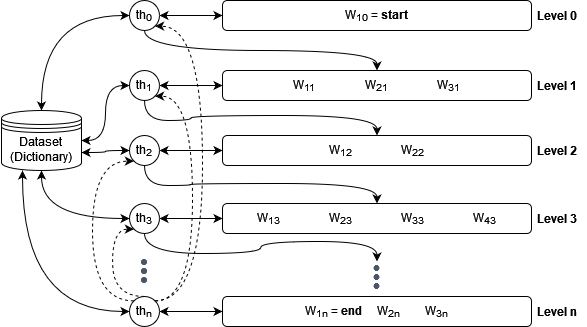 th0 W10 = start Level 0
th1 W11 W21 W31 Level 1
Dataset
(Dictionary)
th2 W12 W22 Level 2
th3 W13 W23 W33 W43 Level 3
thn W1n = end W2n W3n Level n